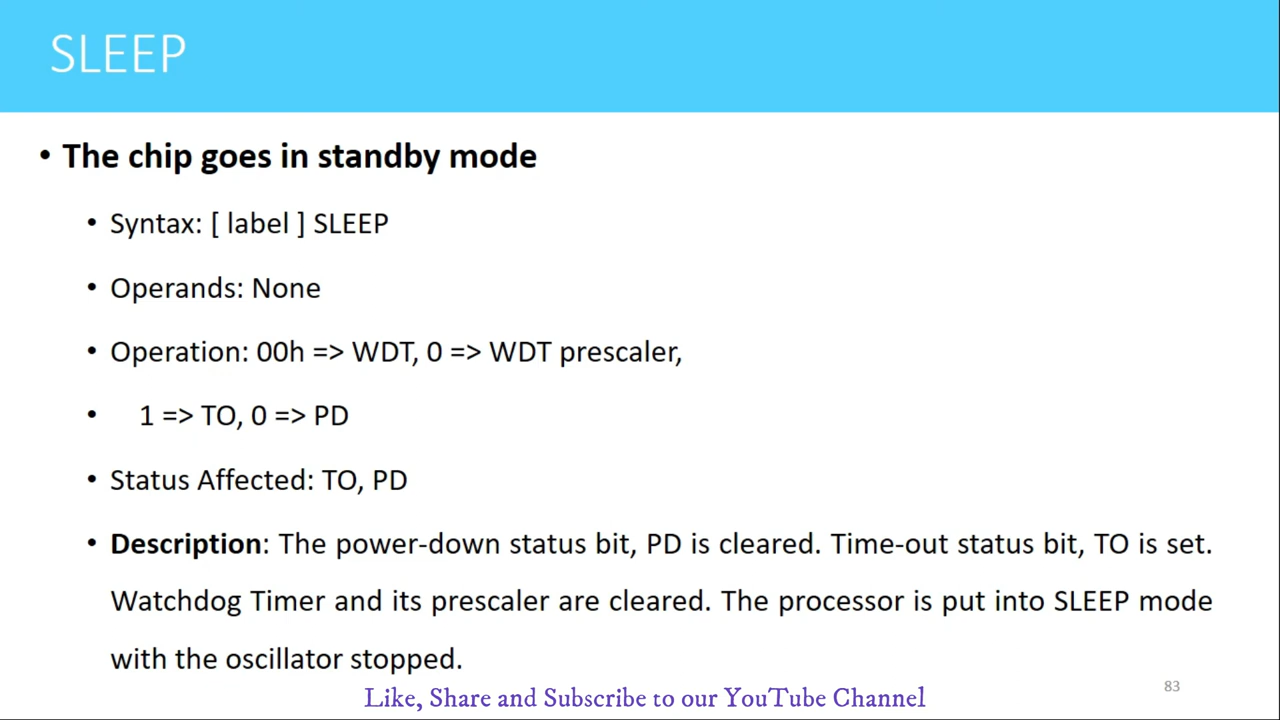 SLEEP
• The chip goes in standby mode
• Syntax: [ label ] SLEEP
• Operands: None
• Operation: 00h => WDT, 0 => WDT prescaler,
• 1 => TO, 0 => PD
• Status Affected: TO, PD
• Description: The power-down status bit, PD is cleared. Time-out status bit, TO is set.
Watchdog Timer and its prescaler are cleared. The processor is put into SLEEP mode
with the oscillator stopped.
83
Like, Share and Subscribe to our YouTube Channel